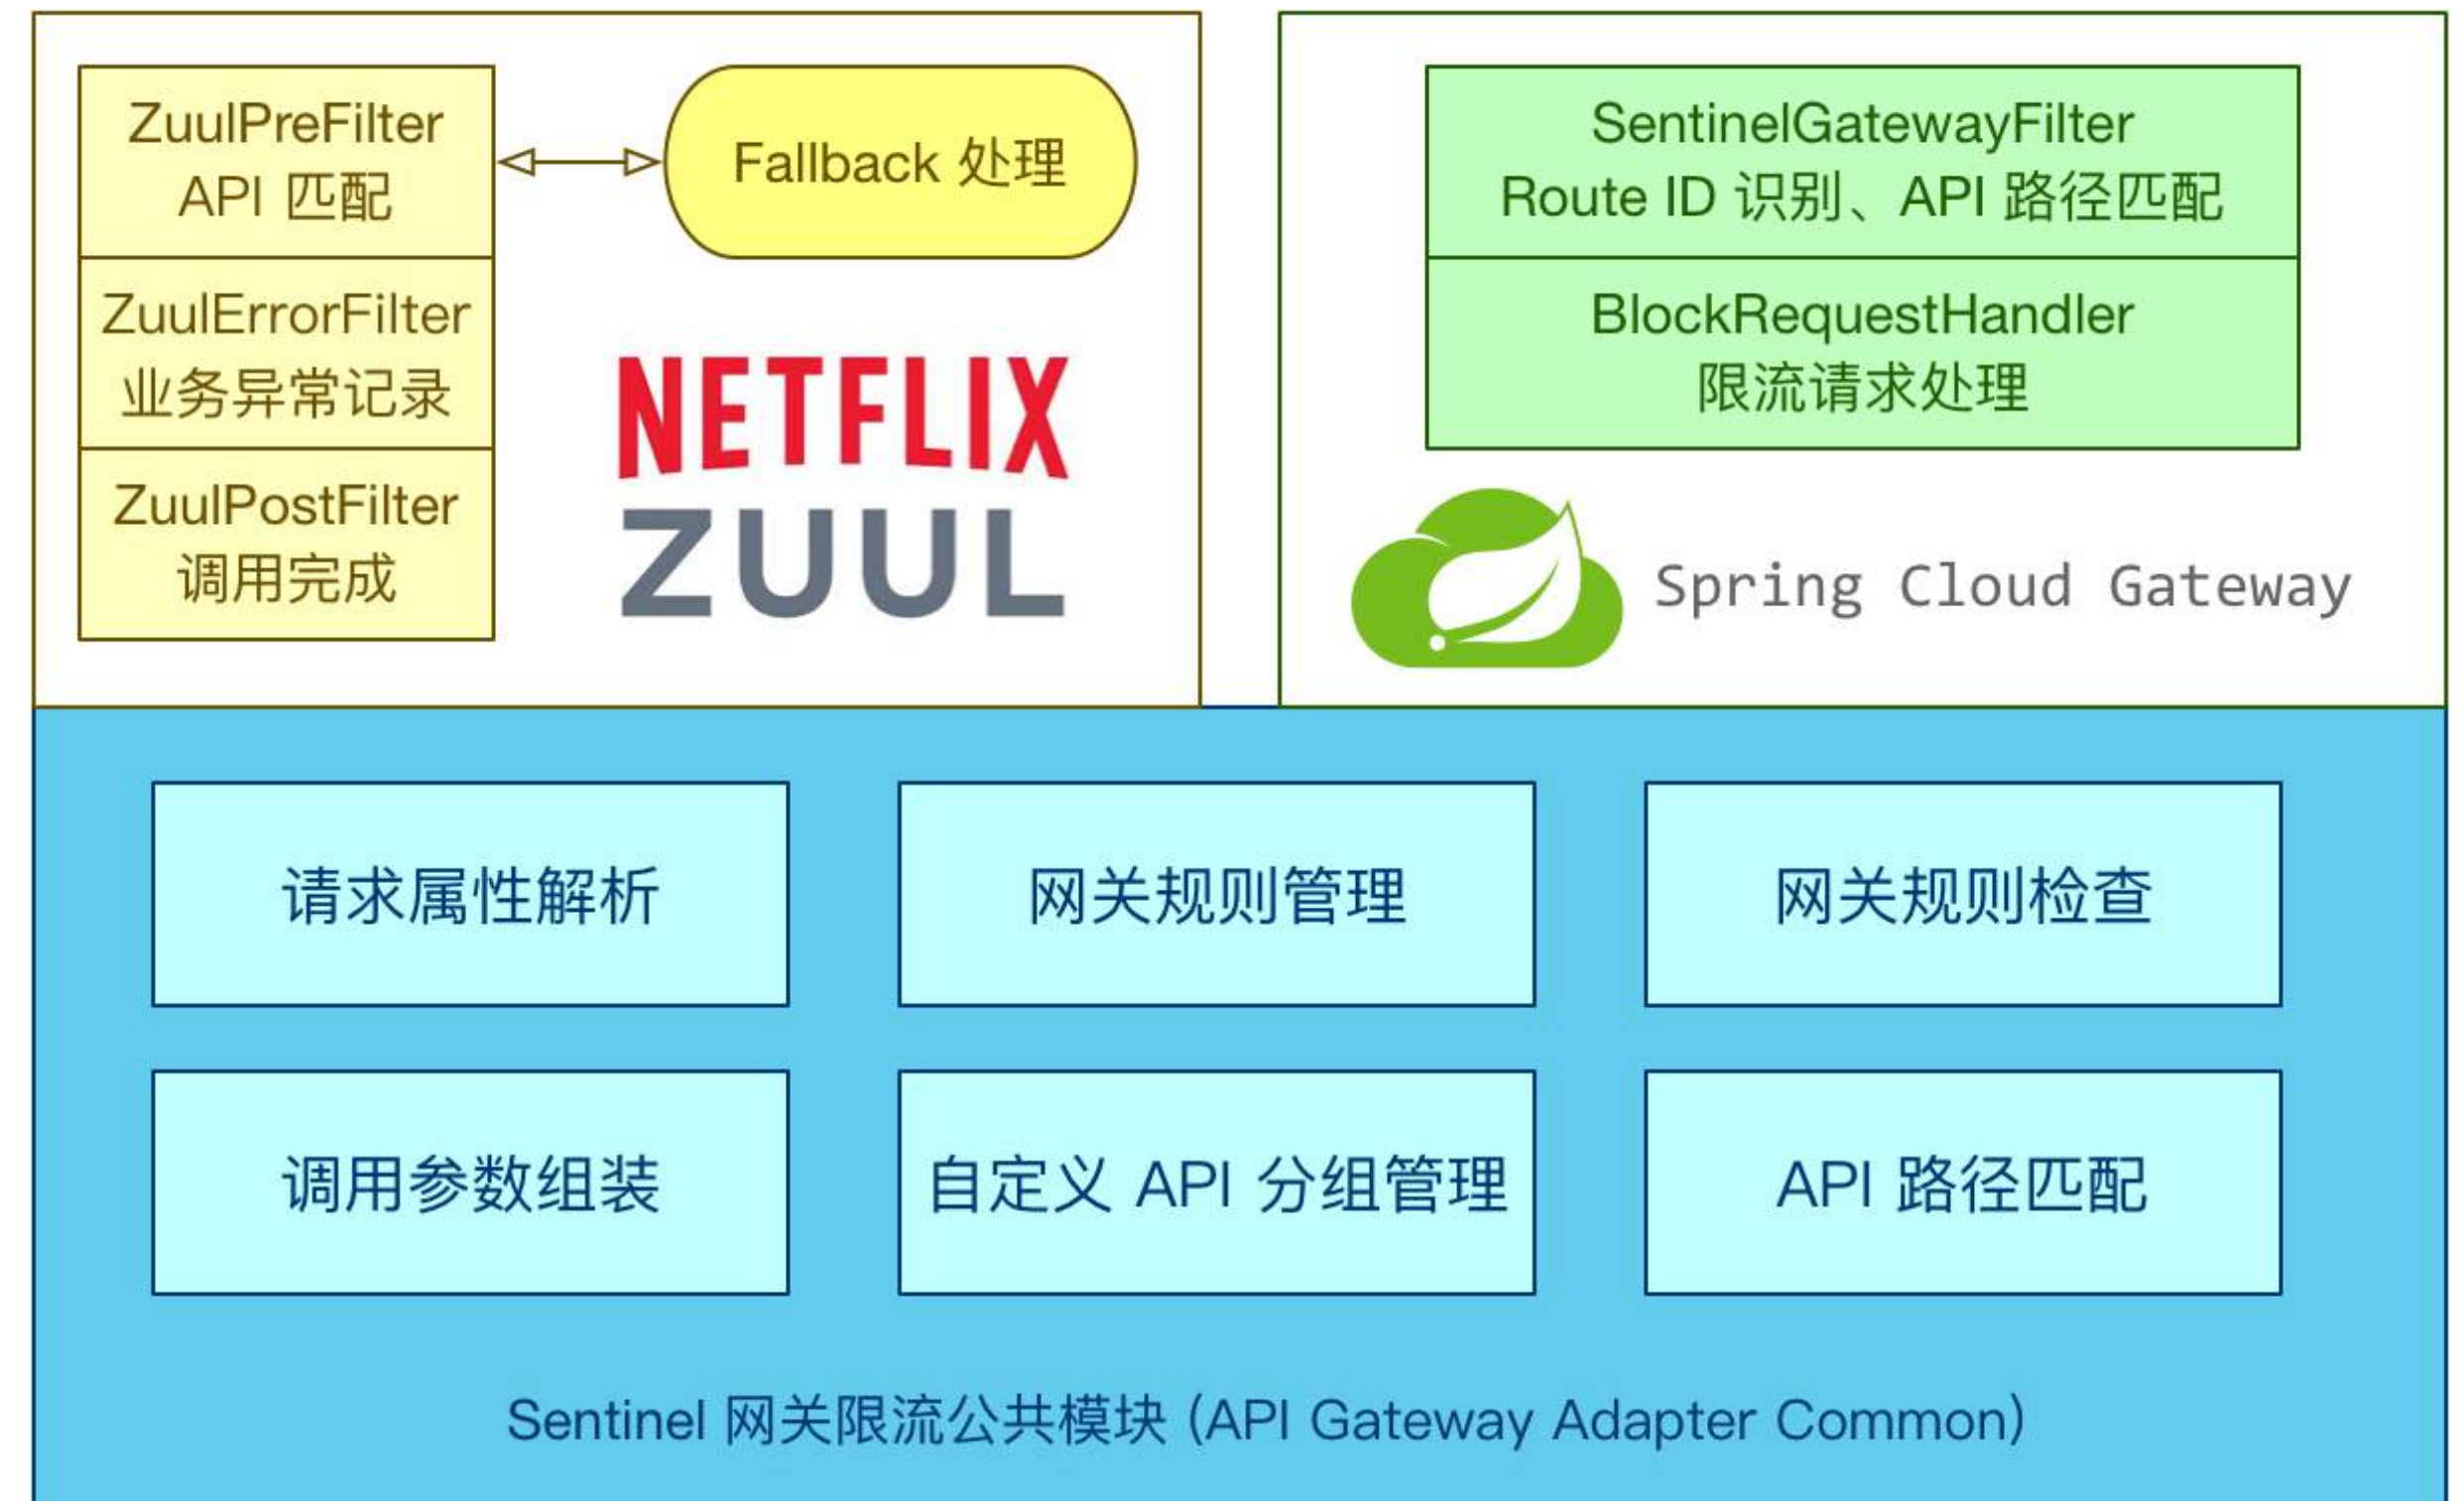 ZuulPreFilter
API 匹配
Fallback 处理
ZuulErrorFilter
业务异常记录
ZuulPostFilter
调用完成
NETFLIX
ZUUL
SentinelGatewayFilter
Route ID 识别、API 路径匹配
BlockRequestHandler
限流请求处理
Spring Cloud Gateway
请求属性解析
网关规则管理
网关规则检查
调用参数组装
自定义 API 分组管理
API 路径匹配
Sentinel 网关限流公共模块 (API Gateway Adapter Common)